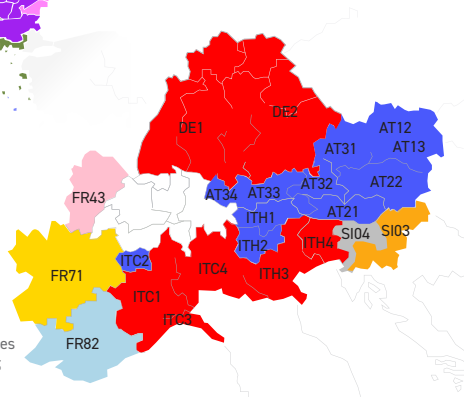 DE1
DE2
AT12
AT13
AT31
AT22
AT32
AT33
AT34
AT21
ITH1
ITH2
ITH4
SI04
SI03
FR43
ITC2
ITC4
ITH3
FR71
ITC1
ITC3
FR82
es